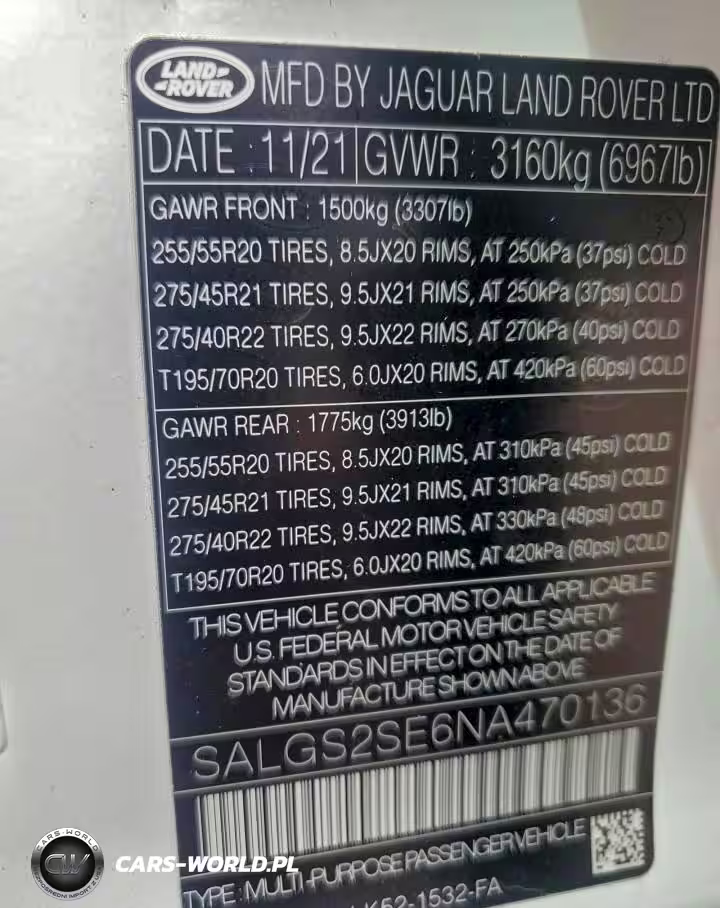 LAND-
-ROVER
MFD BY JAGUAR LAND ROVER LTD
DATE : 11/21 GVWR : 3160kg (6967lb)
GAWR FRONT : 1500kg (3307lb)
255/55R20 TIRES, 8.5JX20 RIMS, AT 250kPa (37psi) COLD
275/45R21 TIRES, 9.5JX21 RIMS, AT 250kPa (37psi) COLD
275/40R22 TIRES, 9.5JX22 RIMS, AT 270kPa (40psi) COLD
T195/70R20 TIRES, 6.0JX20 RIMS, AT 420kPa (60psi) COLD
GAWR REAR : 1775kg (3913lb)
255/55R20 TIRES, 8.5JX20 RIMS, AT 310kPa (45psi) COLD
275/45R21 TIRES, 9.5JX21 RIMS, AT 310kPa (45psi) COLD
275/40R22 TIRES, 9.5JX22 RIMS, AT 330kPa (48psi) COLD
T195/70R20 TIRES, 6.0JX20 RIMS, AT 420kPa (60psi) COLD
THIS VEHICLE CONFORMS TO ALL APPLICABLE
U.S. FEDERAL MOTOR VEHICLE SAFETY
STANDARDS IN EFFECT ON THE DATE OF
MANUFACTURE SHOWN ABOVE
SALGS2SE6NA470136
TYPE : MULTI-PURPOSE PASSENGER VEHICLE
K52-1532-FA
CARS-WORLD
CW
CARS-WORLD.PL